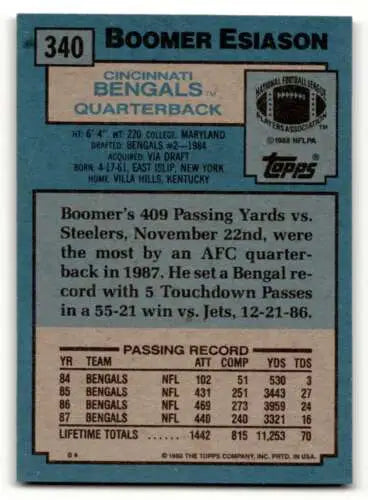 340 BOOMER ESIASON
CINCINNATI
BENGALS™
QUARTERBACK
NATIONAL FOOTBALL LEAGUE
PLAYERS ASSOCIATION
© 1988 NFLPA
Topps
HT: 6' 4" WT: 220 COLLEGE: MARYLAND
DRAFTED: BENGALS #2—1984
ACQUIRED: VIA DRAFT
BORN: 4-17-61, EAST ISLIP, NEW YORK
HOME: VILLA HILLS, KENTUCKY
Boomer's 409 Passing Yards vs.
Steelers, November 22nd, were
the most by an AFC quarter-
back in 1987. He set a Bengal re-
cord with 5 Touchdown Passes
in a 55-21 win vs. Jets, 12-21-86.
PASSING RECORD
YR TEAM ATT COMP YDS TDS
84 BENGALS NFL 102 51 530 3
85 BENGALS NFL 431 251 3443 27
86 BENGALS NFL 469 273 3959 24
87 BENGALS NFL 440 240 3321 16
LIFETIME TOTALS ...... 1442 815 11,253 70
© 1988 THE TOPPS COMPANY, INC. PRTD. IN USA.